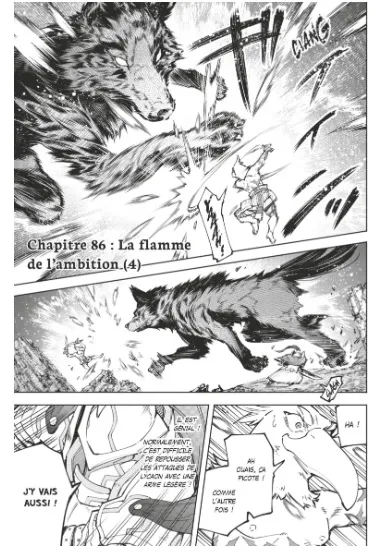 CLANG
Chapitre 86 : La flamme
de l'ambition (4)
HA !
AH
OUAIS, ÇA
PICOTE !
COMME
L'AUTRE
FOIS !
IL EST
GÉNIAL !
NORMALEMENT,
C'EST DIFFICILE
DE REPOUSSER
LES ATTAQUES DE
LYCAON AVEC UNE
ARME LÉGÈRE !
J'Y VAIS
AUSSI !